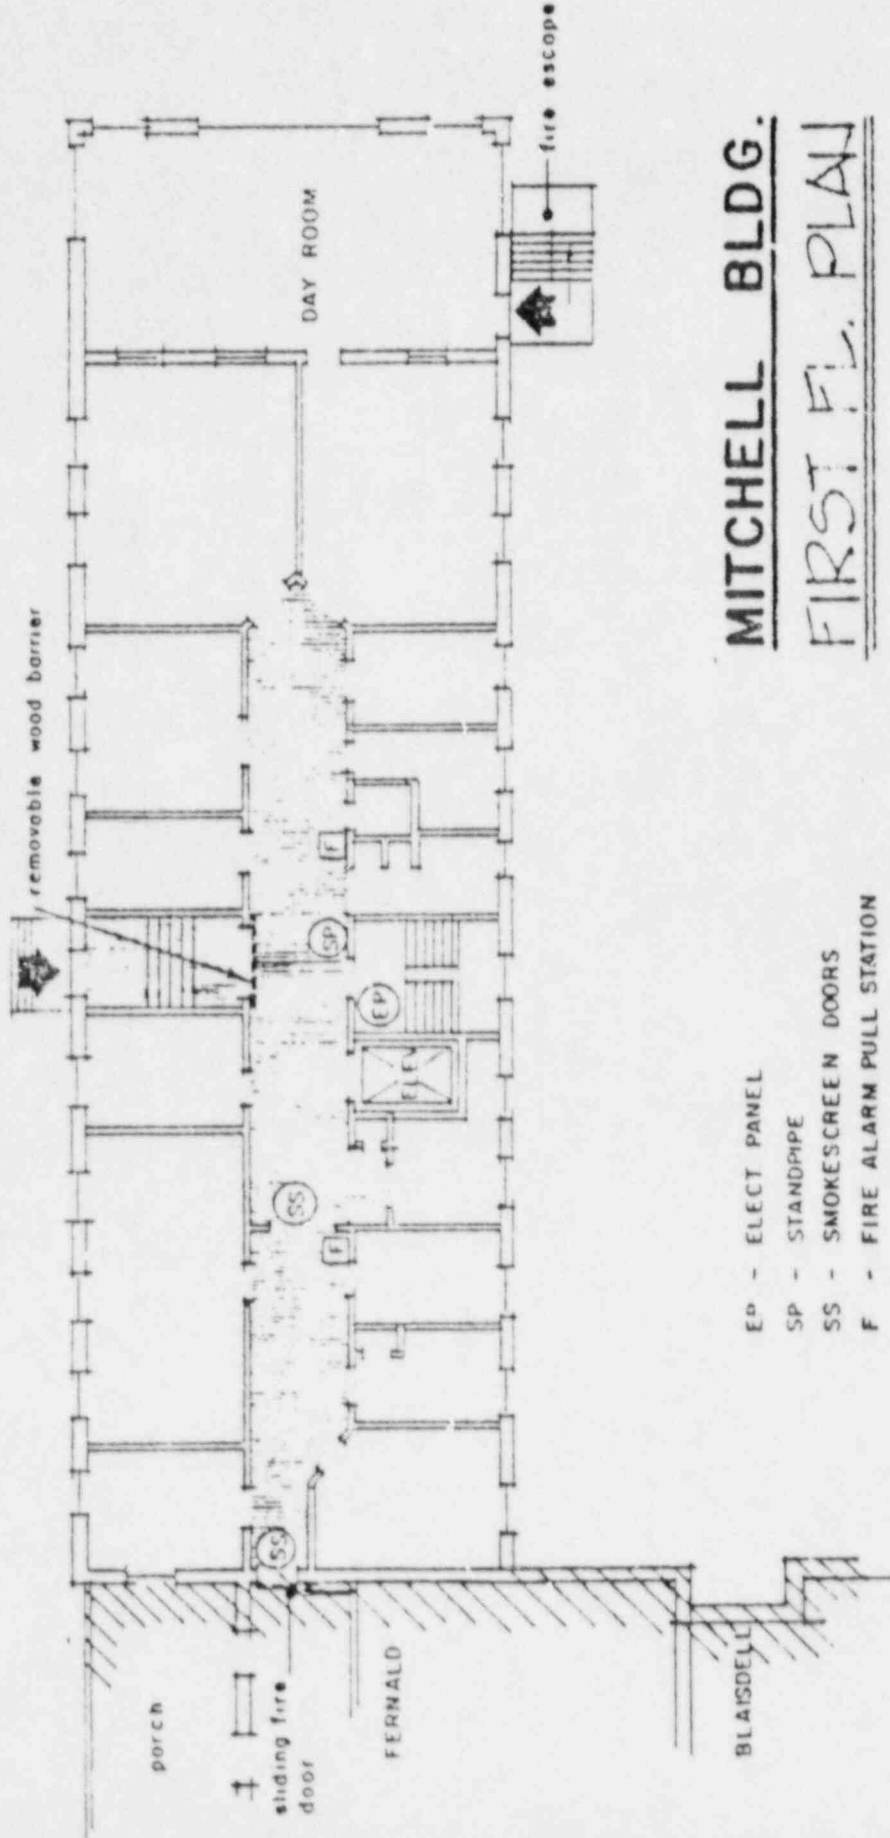 removable wood barrier
porch
sliding fire
door
FERNALD
BLAISDELL
SS
SS
F
ELEV
EP
SP
F
DAY ROOM
fire escape
EP - ELECT PANEL
SP - STANDPIPE
SS - SMOKESCREEN DOORS
F - FIRE ALARM PULL STATION
MITCHELL BLDG.
FIRST FL. PLAN